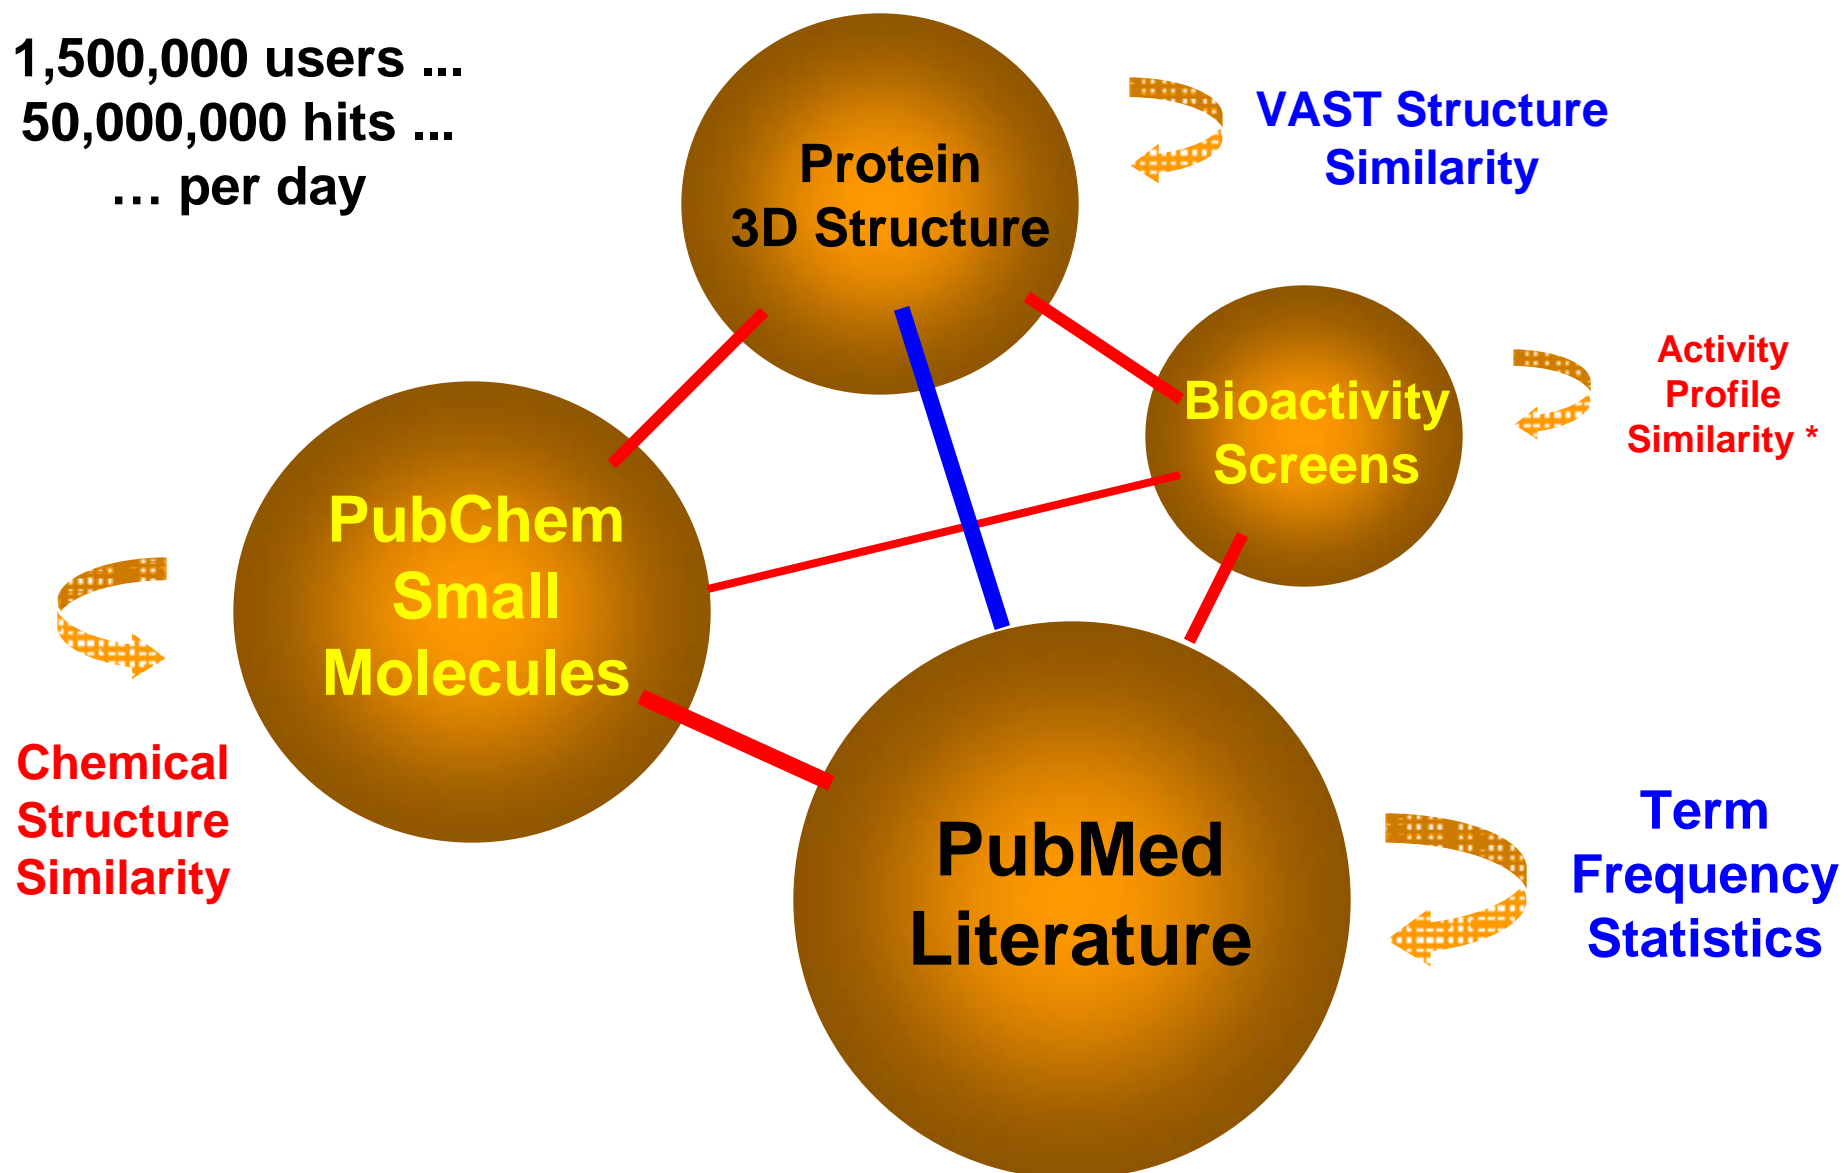 1,500,000 users ...
50,000,000 hits ...
… per day
Protein
3D Structure
VAST Structure
Similarity
Bioactivity
Screens
Activity
Profile
Similarity *
PubChem
Small
Molecules
Chemical
Structure
Similarity
PubMed
Literature
Term
Frequency
Statistics